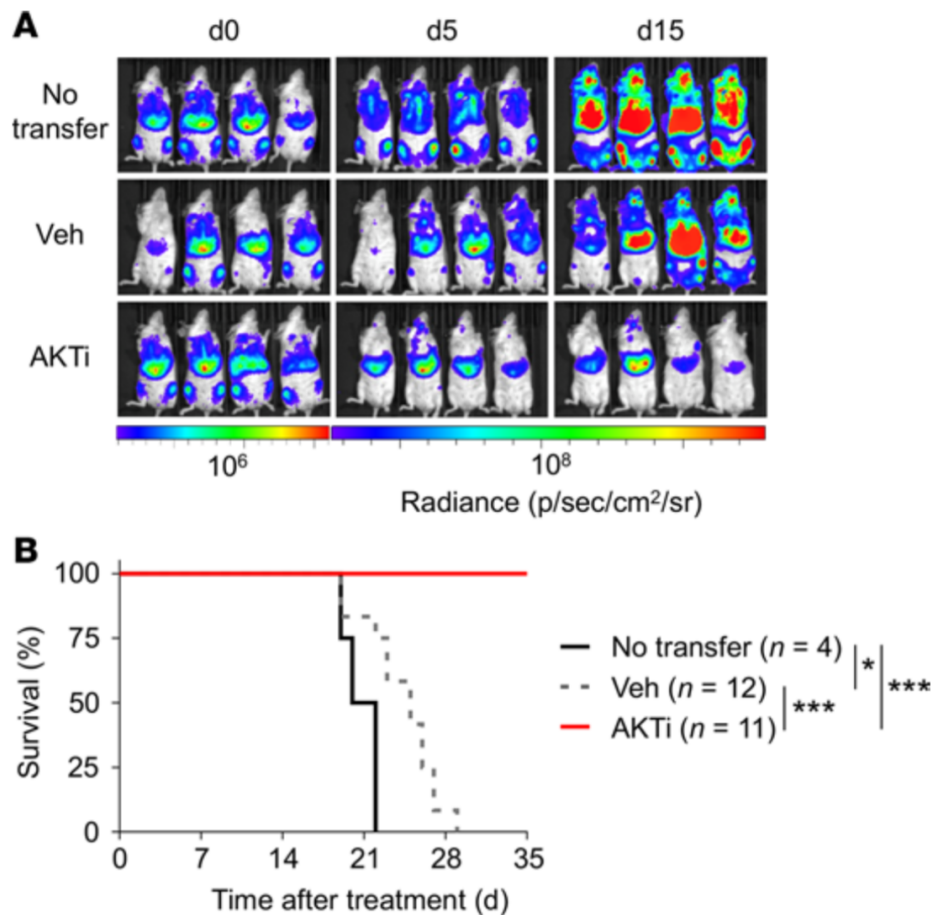 A
d0 d5 d15
No
transfer
Veh
AKTi
10⁶ 10⁸
Radiance (p/sec/cm²/sr)
B
100
75
50
25
0
Survival (%)
0 7 14 21 28 35
Time after treatment (d)
No transfer (n = 4)
Veh (n = 12)
AKTi (n = 11)
*
***
***